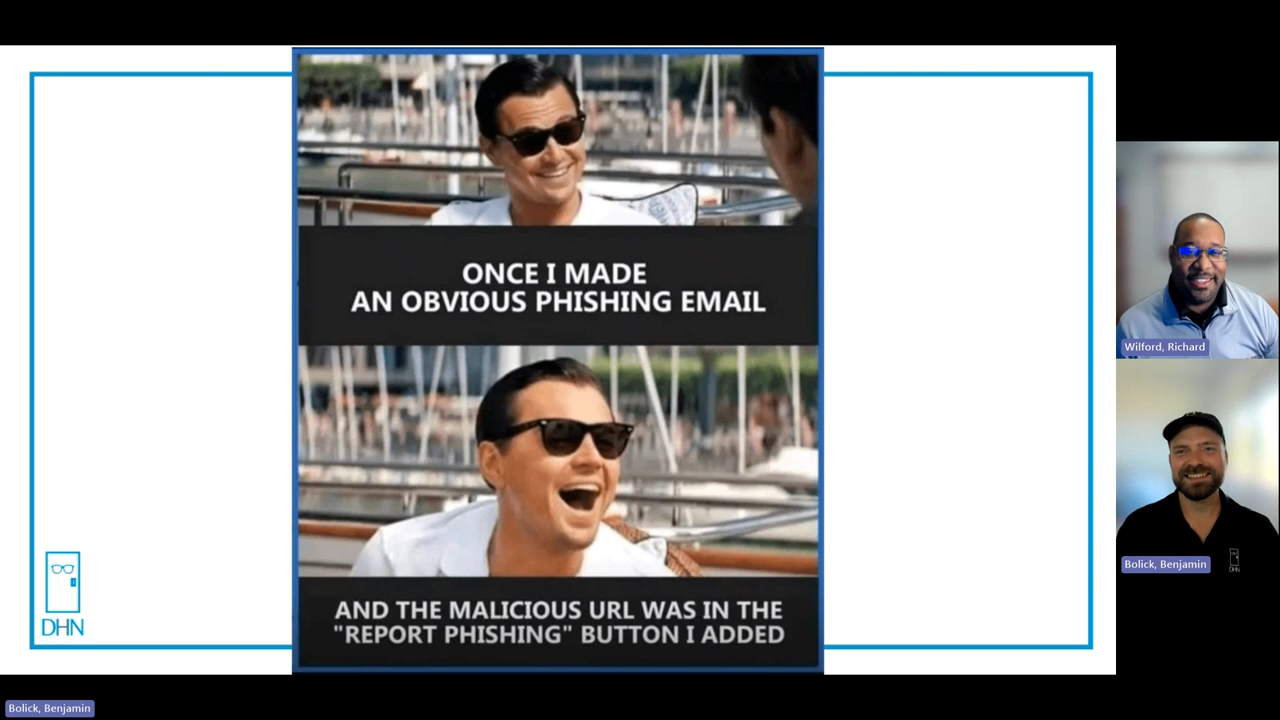 ONCE I MADE
AN OBVIOUS PHISHING EMAIL
AND THE MALICIOUS URL WAS IN THE
"REPORT PHISHING" BUTTON I ADDED
DHN
Wilford, Richard
Bolick, Benjamin
DHN
Bolick, Benjamin